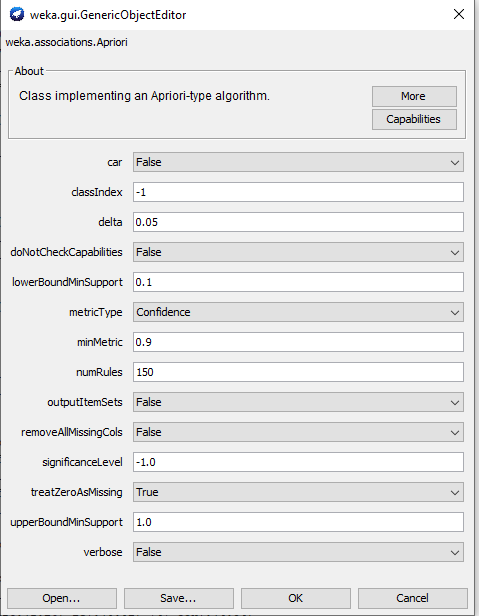 weka.gui.GenericObjectEditor
weka.associations.Apriori
About
Class implementing an Apriori-type algorithm.
More
Capabilities
car False
classIndex -1
delta 0.05
doNotCheckCapabilities False
lowerBoundMinSupport 0.1
metricType Confidence
minMetric 0.9
numRules 150
outputItemSets False
removeAllMissingCols False
significanceLevel -1.0
treatZeroAsMissing True
upperBoundMinSupport 1.0
verbose False
Open... Save... OK Cancel